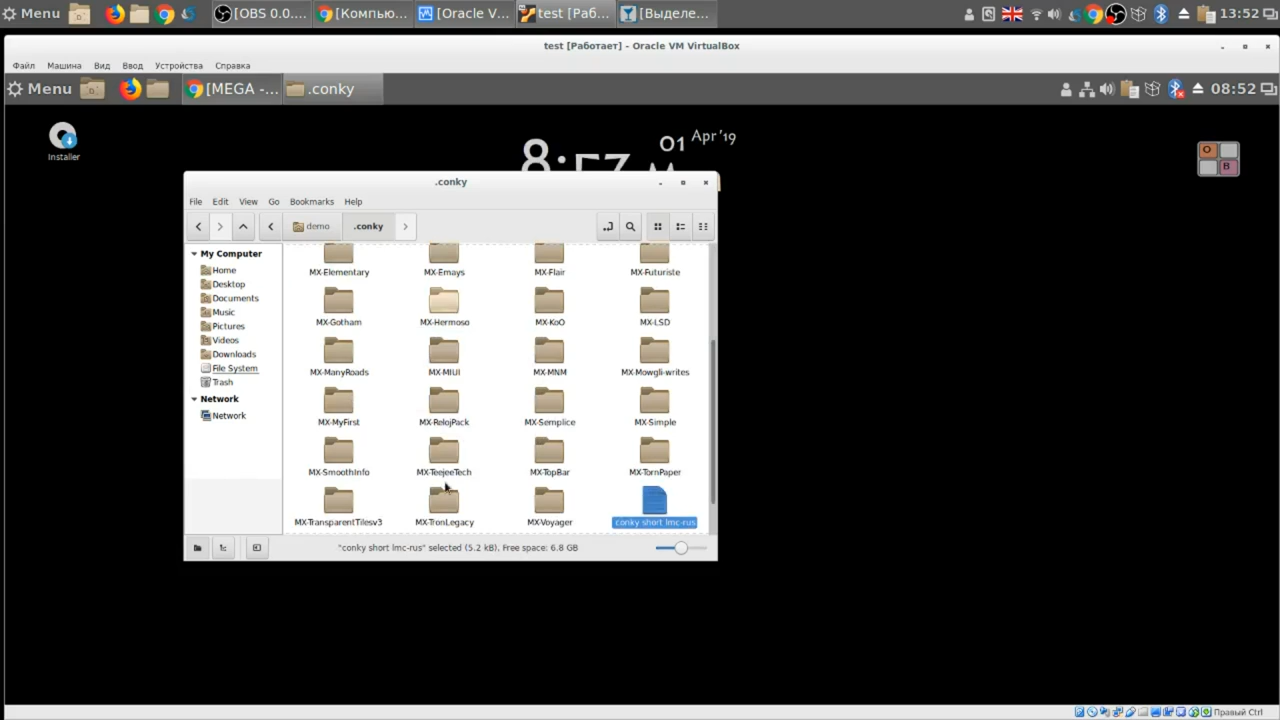 Menu [OBS 0.0.... [Компью... [Oracle V... test [Раб... [Выделе... 13:52
test [Работает] - Oracle VM VirtualBox
Файл Машина Вид Ввод Устройства Справка
Menu [MEGA -... .conky 08:52
Installer
01 Apr '19
O
B
.conky
File Edit View Go Bookmarks Help
demo .conky
My Computer
Home
Desktop
Documents
Music
Pictures
Videos
Downloads
File System
Trash
Network
Network
MX-Elementary MX-Emays MX-Flair MX-Futuriste
MX-Gotham MX-Hermoso MX-KoO MX-LSD
MX-ManyRoads MX-MIUI MX-MNM MX-Mowgli-writes
MX-MyFirst MX-RelojPack MX-Semplice MX-Simple
MX-SmoothInfo MX-TeejeeTech MX-TopBar MX-TornPaper
MX-TransparentTilesv3 MX-TronLegacy MX-Voyager conky short lmc-rus
"conky short lmc-rus" selected (5.2 kB), Free space: 6.8 GB
Правый Ctrl